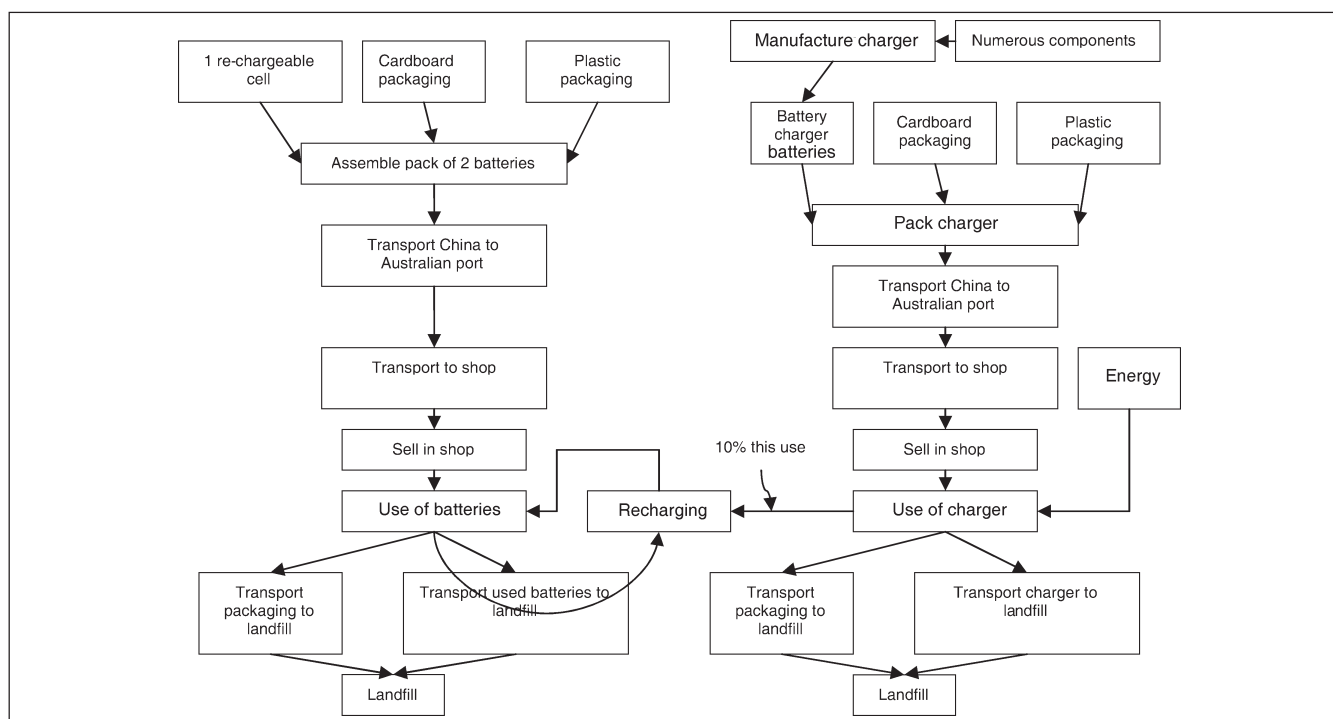 Manufacture charger
Numerous components
1 re-chargeable
cell
Cardboard
packaging
Plastic
packaging
Battery
charger
batteries
Cardboard
packaging
Plastic
packaging
Assemble pack of 2 batteries
Pack charger
Transport China to
Australian port
Transport China to
Australian port
Transport to shop
Transport to shop
Energy
Sell in shop
10% this use
Sell in shop
Use of batteries
Recharging
Use of charger
Transport
packaging to
landfill
Transport used batteries to
landfill
Transport
packaging to
landfill
Transport charger to
landfill
Landfill
Landfill